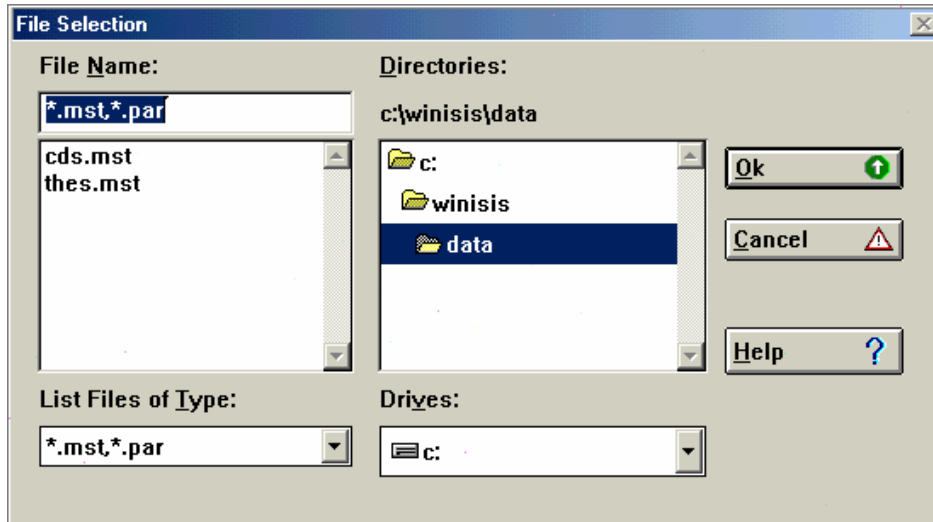 File Selection
File Name:
*.mst,*.par
cds.mst
thes.mst
List Files of Type:
*.mst,*.par
Directories:
c:\winisis\data
c:
winisis
data
Drives:
c:
Ok
Cancel
Help
?